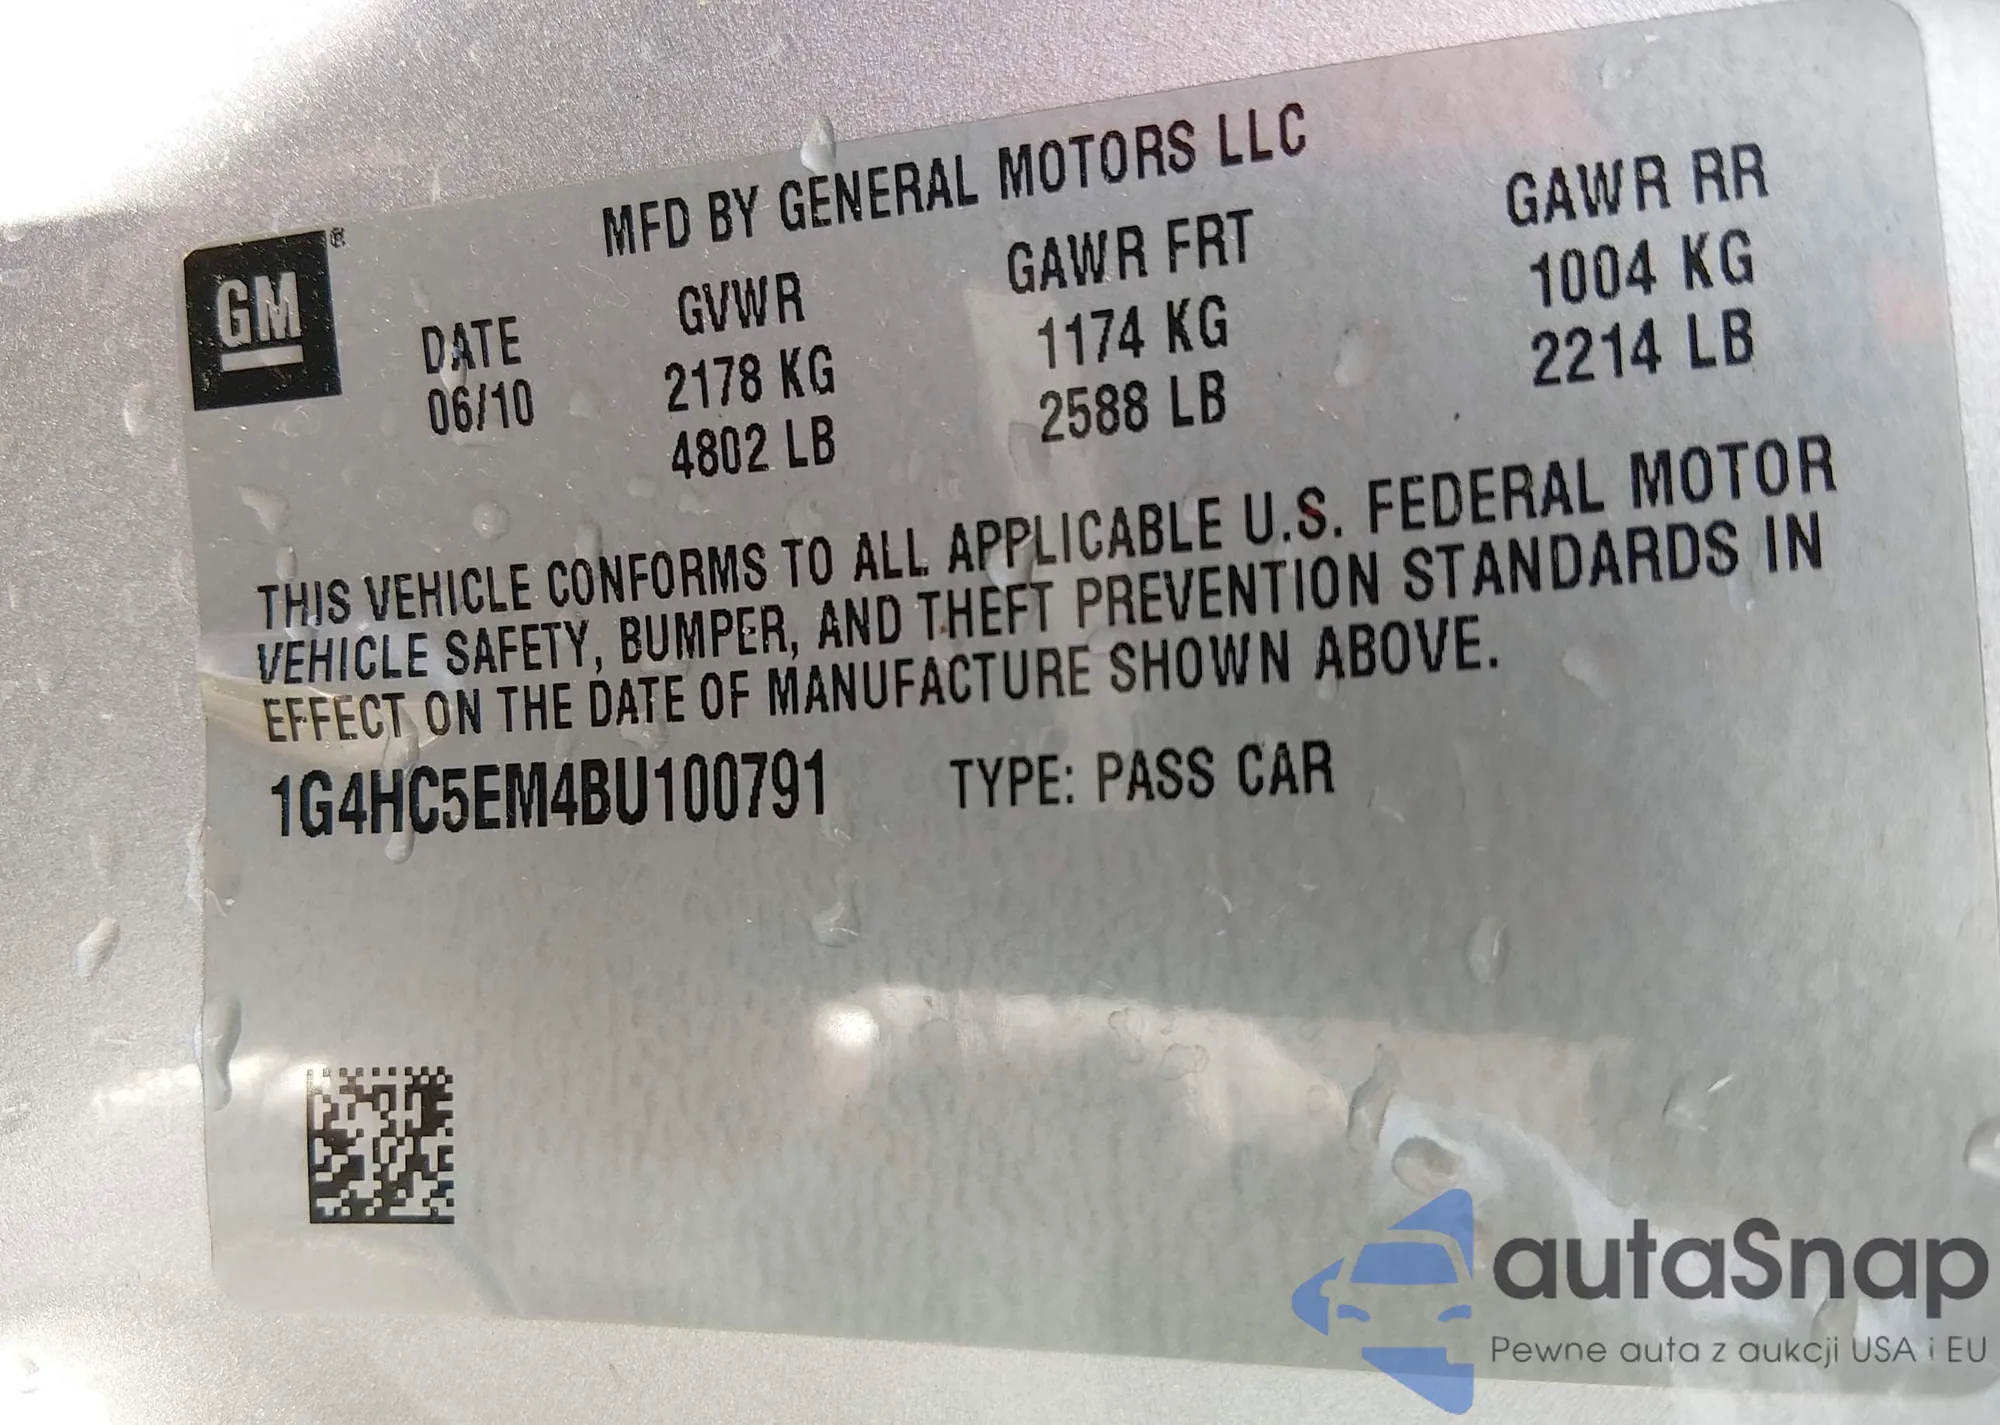 GM®
MFD BY GENERAL MOTORS LLC
DATE GVWR GAWR FRT GAWR RR
06/10 2178 KG 1174 KG 1004 KG
4802 LB 2588 LB 2214 LB
THIS VEHICLE CONFORMS TO ALL APPLICABLE U.S. FEDERAL MOTOR
VEHICLE SAFETY, BUMPER, AND THEFT PREVENTION STANDARDS IN
EFFECT ON THE DATE OF MANUFACTURE SHOWN ABOVE.
1G4HC5EM4BU100791 TYPE: PASS CAR
autaSnap
Pewne auta z aukcji USA i EU